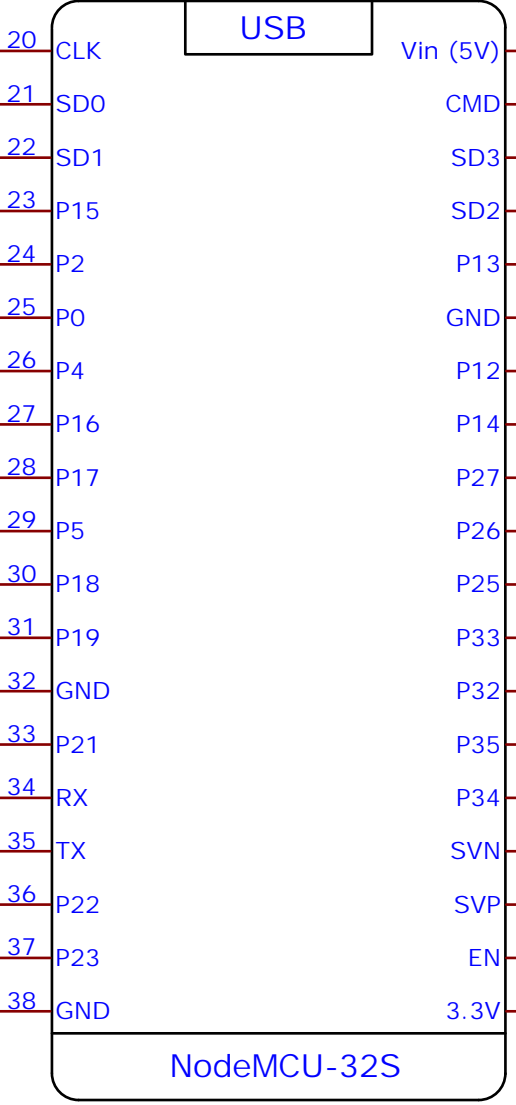 USB
20 CLK Vin (5V)
21 SD0 CMD
22 SD1 SD3
23 P15 SD2
24 P2 P13
25 P0 GND
26 P4 P12
27 P16 P14
28 P17 P27
29 P5 P26
30 P18 P25
31 P19 P33
32 GND P32
33 P21 P35
34 RX P34
35 TX SVN
36 P22 SVP
37 P23 EN
38 GND 3.3V
NodeMCU-32S